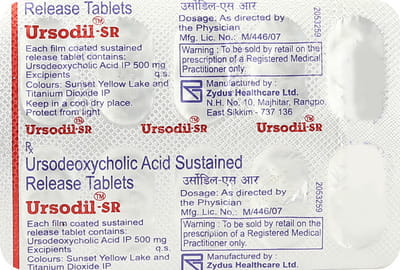 Release Tablets
Ursodil-SR™
Each film coated sustained
release tablet contains:
Ursodeoxycholic Acid IP 500 mg
Excipients q.s.
Colours: Sunset Yellow Lake and
Titanium Dioxide IP
Keep in a cool dry place.
Protect from light
उर्सोडिल-एस आर
Dosage: As directed by
the Physician
Mfg. Lic. No.: M/446/07
Warning : To be sold by retail on the
prescription of a Registered Medical
Practitioner only.
Manufactured by :
Zydus Healthcare Ltd.
N.H. No. 10, Majhitar, Rangpo,
East Sikkim - 737 136
2053259
Ursodil-SR™ Ursodil-SR™ Ursodil-SR™
Rx
Ursodeoxycholic Acid Sustained
Release Tablets
Ursodil-SR™
Each film coated sustained
release tablet contains:
Ursodeoxycholic Acid IP 500 mg
Excipients q.s.
Colours: Sunset Yellow Lake and
Titanium Dioxide IP
उर्सोडिल-एस आर
Dosage: As directed by
the Physician
Mfg. Lic. No.: M/446/07
Warning : To be sold by retail on the
prescription of a Registered Medical
Practitioner only.
Manufactured by :
Zydus Healthcare Ltd.
2053259